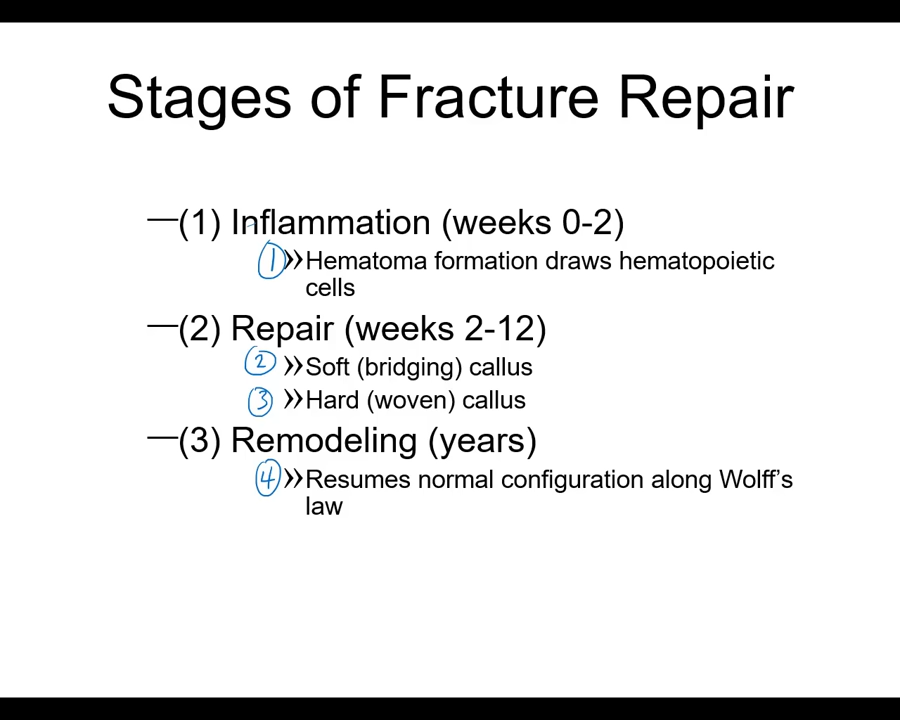 Stages of Fracture Repair
—(1) Inflammation (weeks 0-2)
① »Hematoma formation draws hematopoietic
cells
—(2) Repair (weeks 2-12)
② »Soft (bridging) callus
③ »Hard (woven) callus
—(3) Remodeling (years)
④ »Resumes normal configuration along Wolff's
law